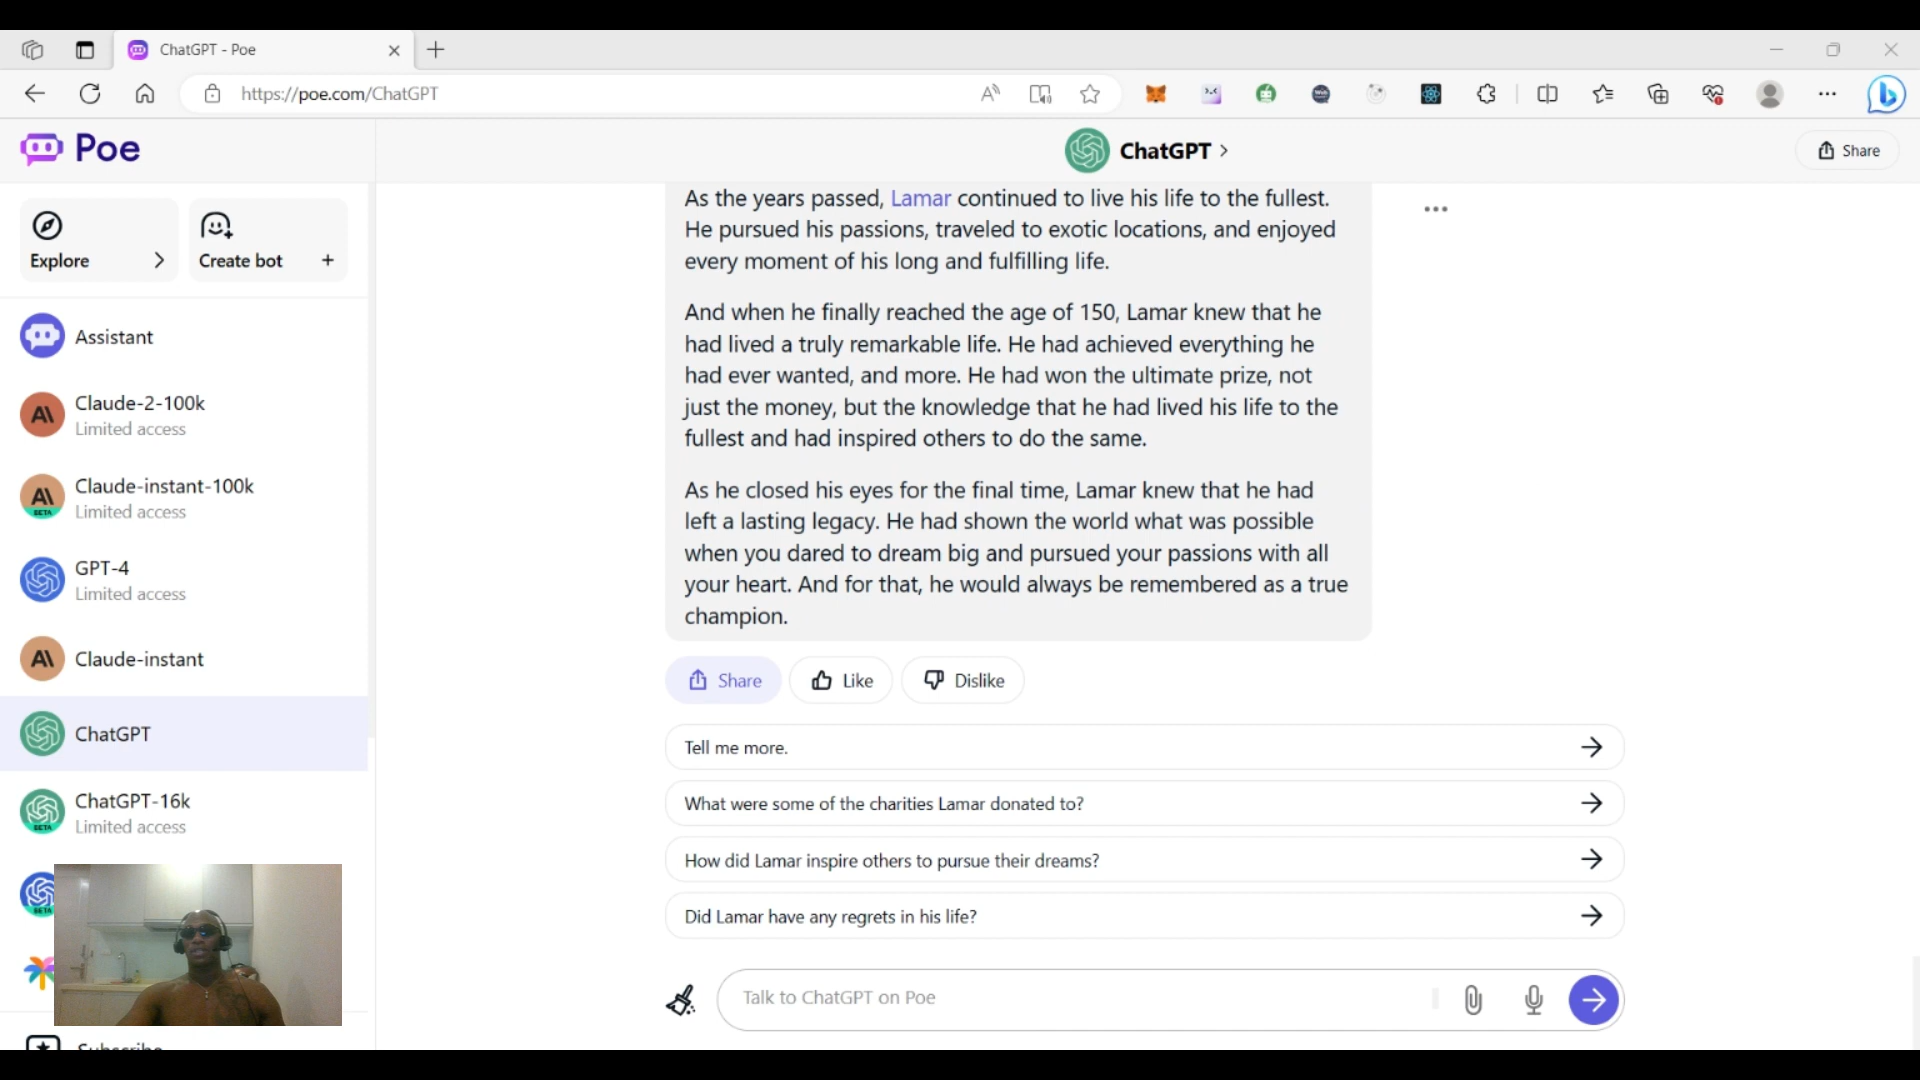 ChatGPT - Poe
https://poe.com/ChatGPT
Poe
ChatGPT
Share
Explore
Create bot
Assistant
Claude-2-100k
Limited access
Claude-instant-100k
Limited access
BETA
GPT-4
Limited access
Claude-instant
ChatGPT
ChatGPT-16k
Limited access
BETA
BETA
Subscribe
As the years passed, Lamar continued to live his life to the fullest.
He pursued his passions, traveled to exotic locations, and enjoyed
every moment of his long and fulfilling life.
And when he finally reached the age of 150, Lamar knew that he
had lived a truly remarkable life. He had achieved everything he
had ever wanted, and more. He had won the ultimate prize, not
just the money, but the knowledge that he had lived his life to the
fullest and had inspired others to do the same.
As he closed his eyes for the final time, Lamar knew that he had
left a lasting legacy. He had shown the world what was possible
when you dared to dream big and pursued your passions with all
your heart. And for that, he would always be remembered as a true
champion.
Share
Like
Dislike
Tell me more.
What were some of the charities Lamar donated to?
How did Lamar inspire others to pursue their dreams?
Did Lamar have any regrets in his life?
Talk to ChatGPT on Poe